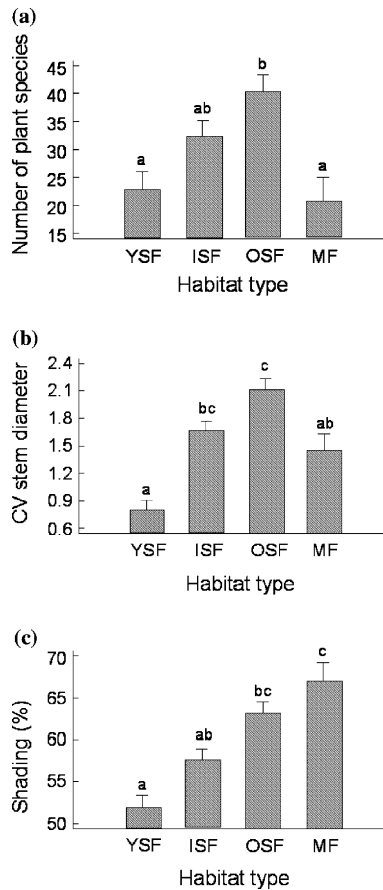 (a)
Number of plant species
45
40
35
30
25
20
15
a
ab
b
a
YSF ISF OSF MF
Habitat type
(b)
CV stem diameter
2.4
2.1
1.8
1.5
1.2
0.9
0.6
a
bc
c
ab
YSF ISF OSF MF
Habitat type
(c)
Shading (%)
70
65
60
55
50
a
ab
bc
c
YSF ISF OSF MF
Habitat type